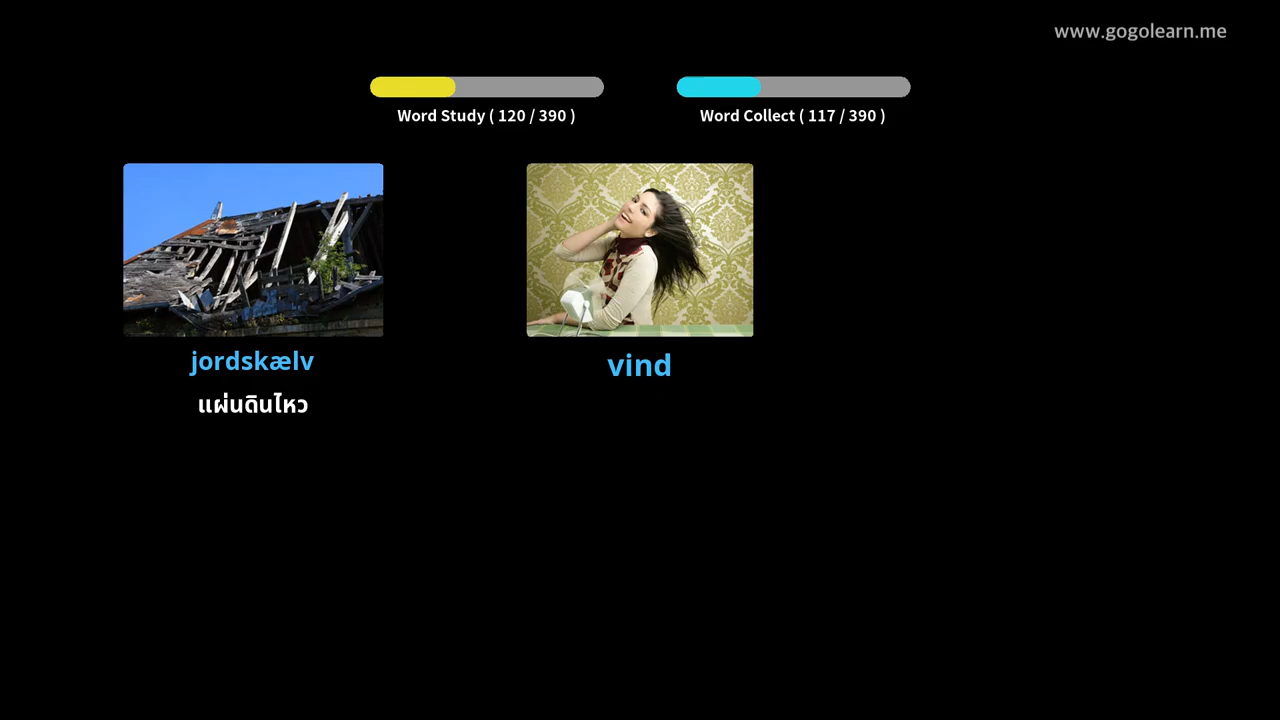 www.gogolearn.me
Word Study ( 120 / 390 )
Word Collect ( 117 / 390 )
jordskælv
แผ่นดินไหว
vind